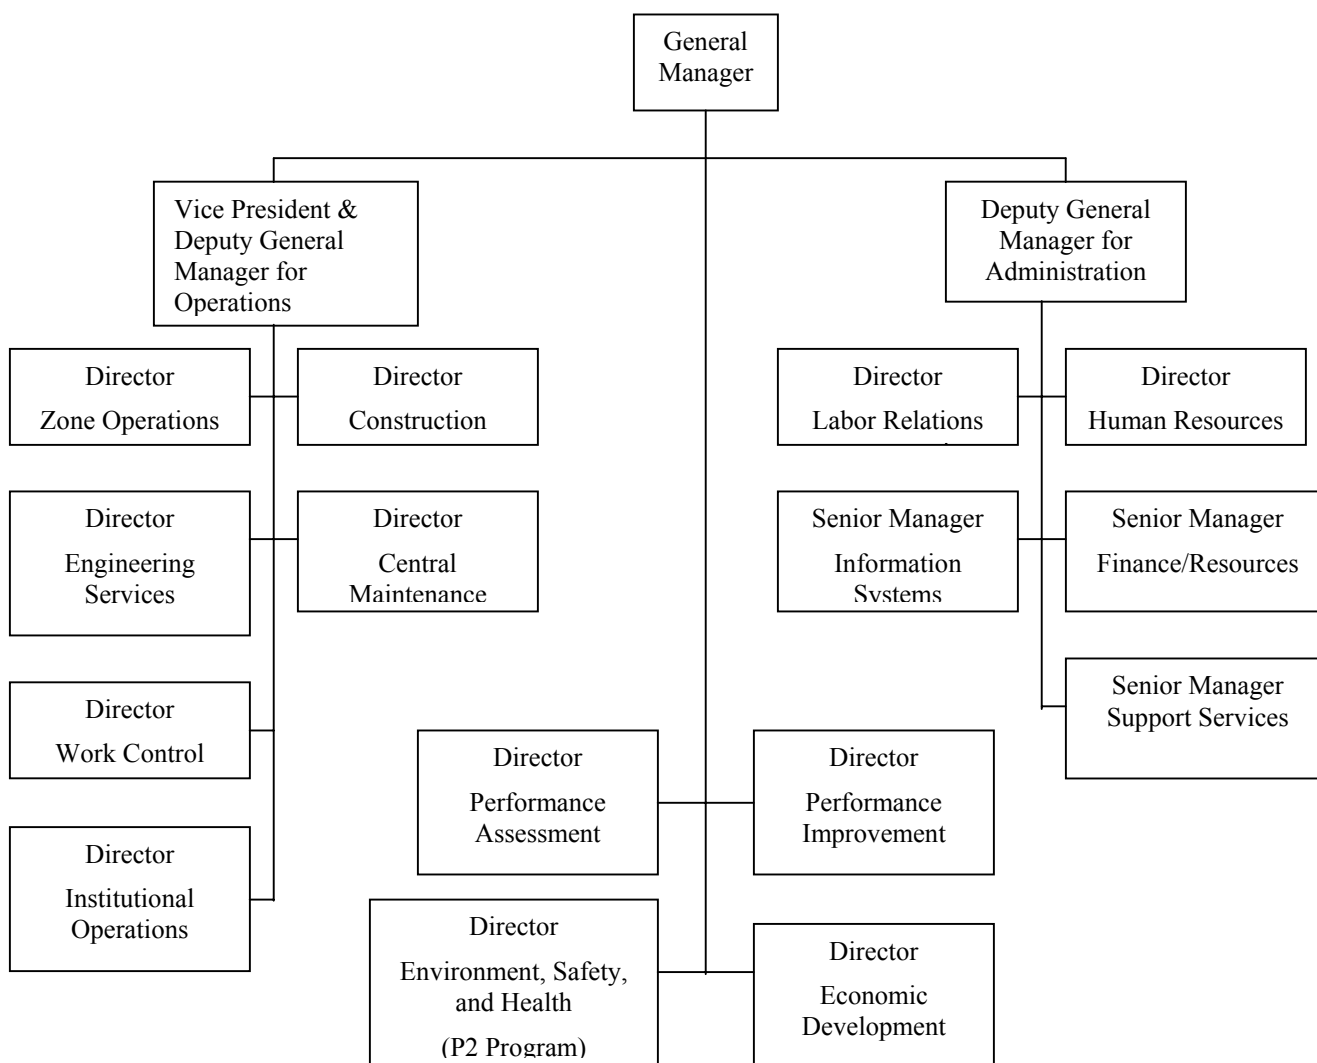 General
Manager
Vice President &
Deputy General
Manager for
Operations
Deputy General
Manager for
Administration
Director
Zone Operations
Director
Construction
Director
Labor Relations
Director
Human Resources
Director
Engineering
Services
Director
Central
Maintenance
Senior Manager
Information
Systems
Senior Manager
Finance/Resources
Director
Work Control
Senior Manager
Support Services
Director
Performance
Assessment
Director
Performance
Improvement
Director
Institutional
Operations
Director
Environment, Safety,
and Health
(P2 Program)
Director
Economic
Development